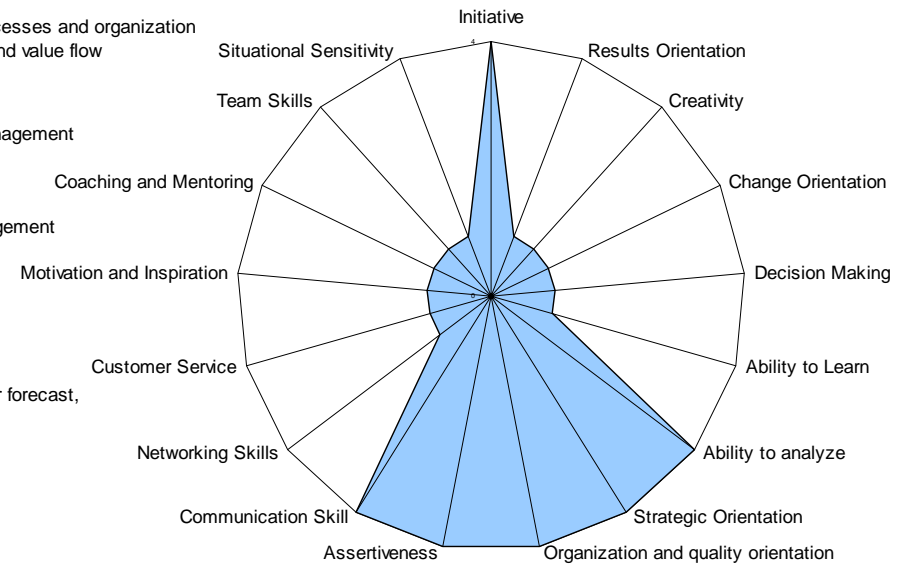 cesses and organization
nd value flow
nagement
gement
r forecast,
Initiative
Results Orientation
Creativity
Change Orientation
Decision Making
Ability to Learn
Ability to analyze
Strategic Orientation
Organization and quality orientation
Assertiveness
Communication Skill
Networking Skills
Customer Service
Motivation and Inspiration
Coaching and Mentoring
Team Skills
Situational Sensitivity
4
0